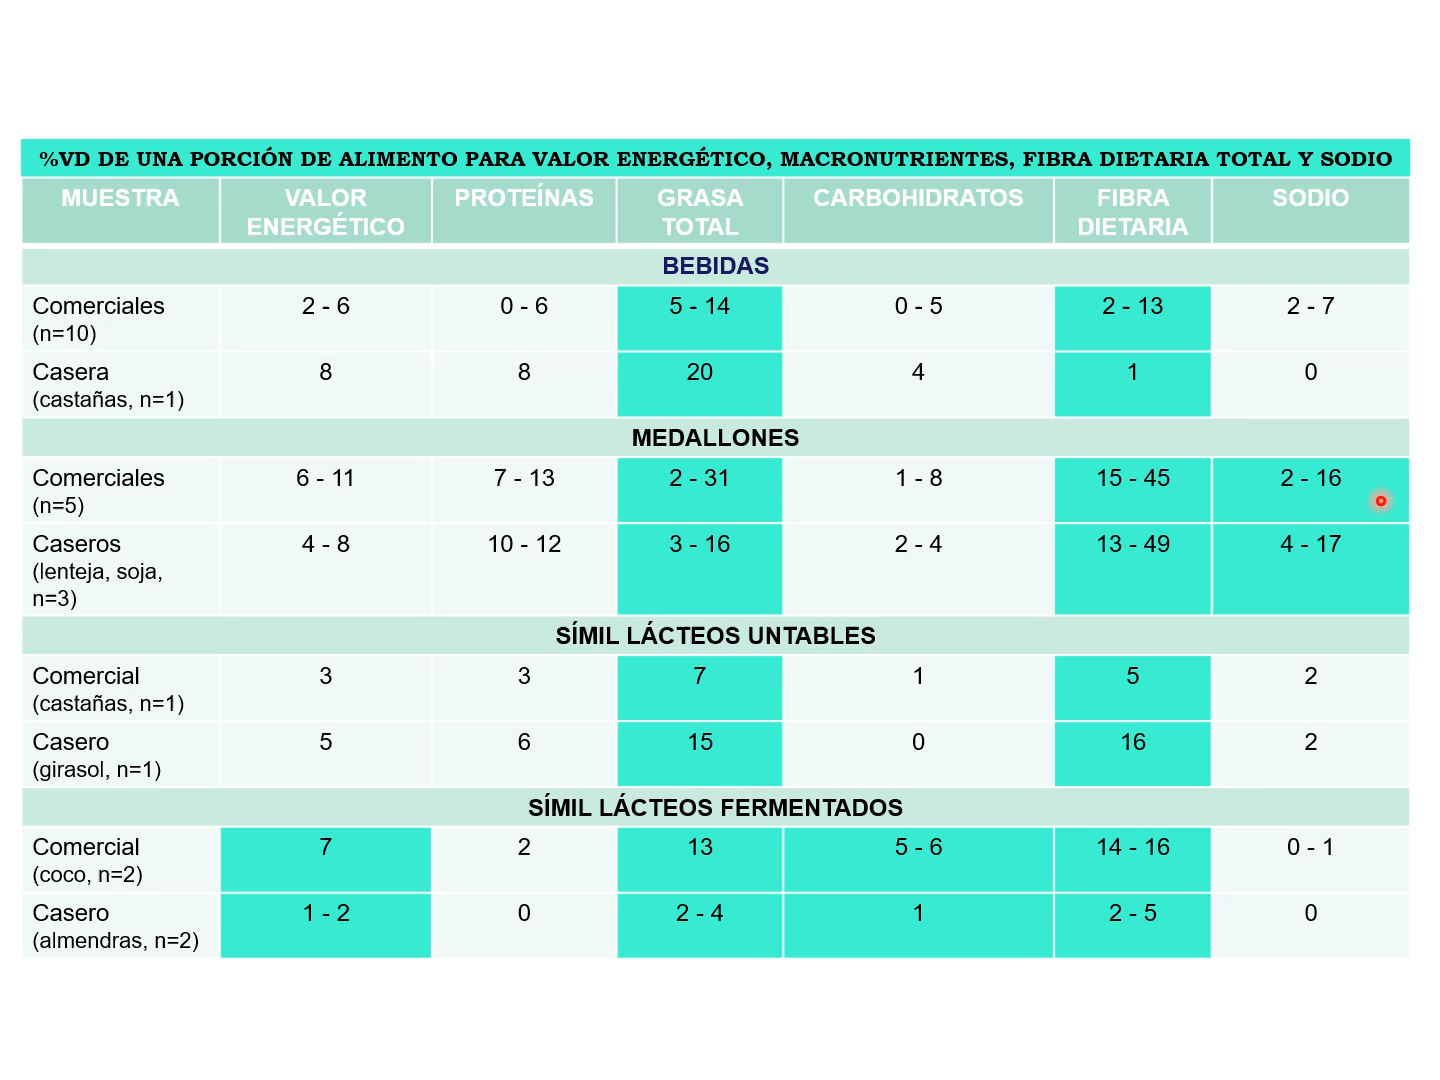 %VD DE UNA PORCIÓN DE ALIMENTO PARA VALOR ENERGÉTICO, MACRONUTRIENTES, FIBRA DIETARIA TOTAL Y SODIO
MUESTRA VALOR ENERGÉTICO PROTEÍNAS GRASA TOTAL CARBOHIDRATOS FIBRA DIETARIA SODIO
BEBIDAS
Comerciales 2 - 6 0 - 6 5 - 14 0 - 5 2 - 13 2 - 7
(n=10)
Casera 8 8 20 4 1 0
(castañas, n=1)
MEDALLONES
Comerciales 6 - 11 7 - 13 2 - 31 1 - 8 15 - 45 2 - 16
(n=5)
Caseros 4 - 8 10 - 12 3 - 16 2 - 4 13 - 49 4 - 17
(lenteja, soja,
n=3)
SÍMIL LÁCTEOS UNTABLES
Comercial 3 3 7 1 5 2
(castañas, n=1)
Casero 5 6 15 0 16 2
(girasol, n=1)
SÍMIL LÁCTEOS FERMENTADOS
Comercial 7 2 13 5 - 6 14 - 16 0 - 1
(coco, n=2)
Casero 1 - 2 0 2 - 4 1 2 - 5 0
(almendras, n=2)